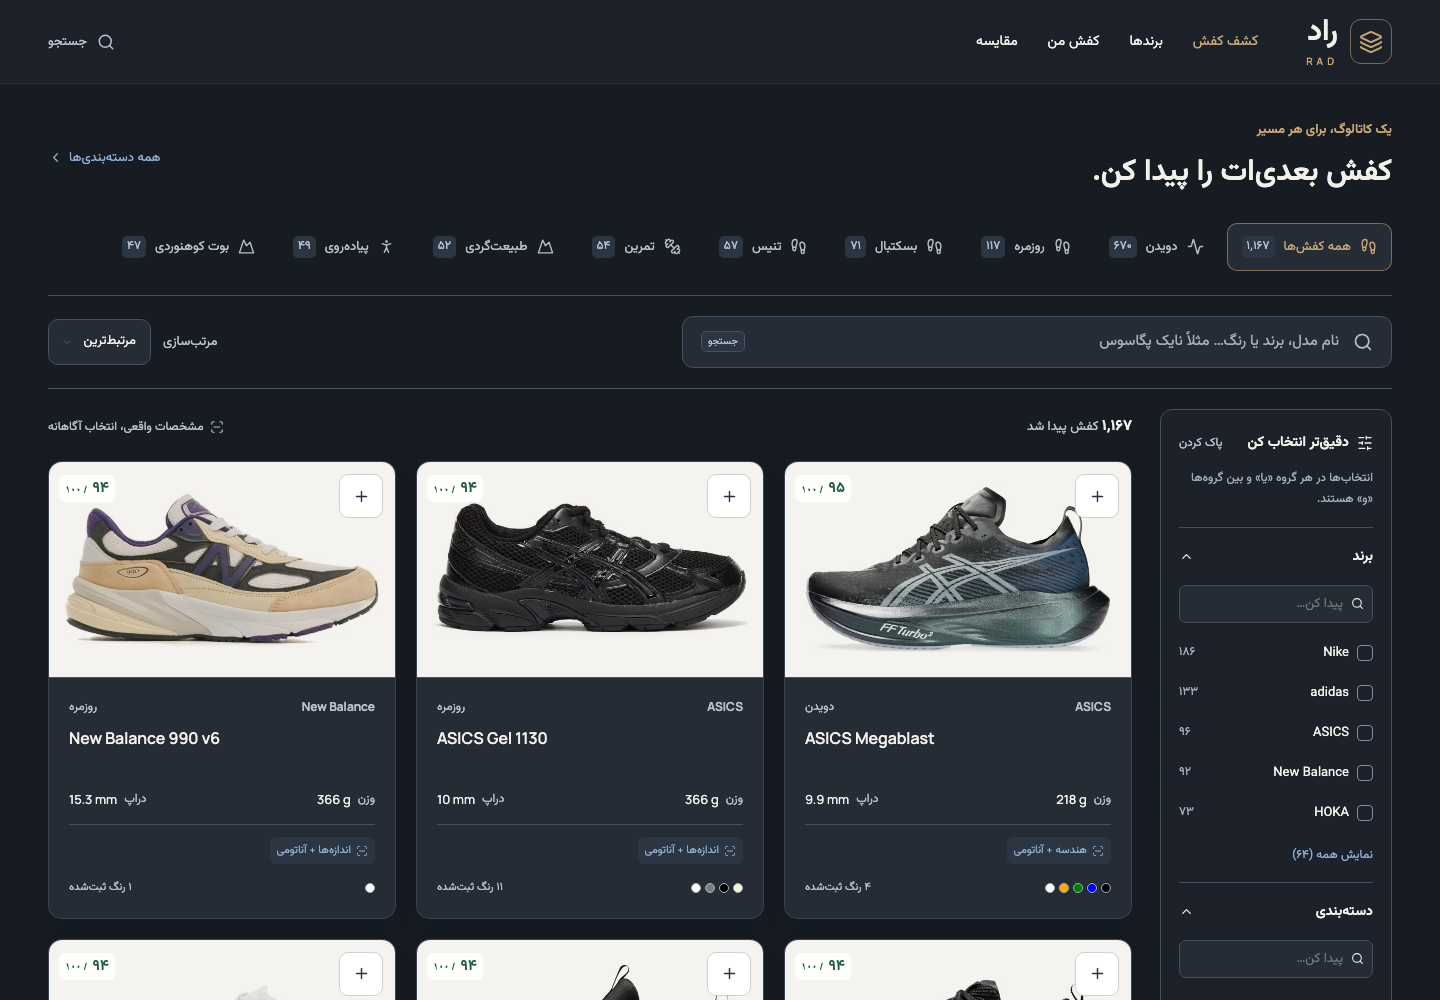 راد
RAD
کشف کفش
برندها
کفش من
مقایسه
جستجو
یک کاتالوگ، برای هر مسیر
کفش بعدی‌ات را پیدا کن.
همه دسته‌بندی‌ها
همه کفش‌ها ۱,۱۶۷
دویدن ۶۷۰
روزمره ۱۱۷
بسکتبال ۷۱
تنیس ۵۷
تمرین ۵۴
طبیعت‌گردی ۵۲
پیاده‌روی ۴۹
بوت کوهنوردی ۴۷
نام مدل، برند یا رنگ... مثلاً نایک پگاسوس
جستجو
مرتب‌سازی
مرتبط‌ترین
دقیق‌تر انتخاب کن
پاک کردن
انتخاب‌ها در هر گروه «یا» و بین گروه‌ها
«و» هستند.
برند
پیدا کن...
Nike ۱۸۶
adidas ۱۳۳
ASICS ۹۶
New Balance ۹۲
HOKA ۷۳
نمایش همه (۶۴)
دسته‌بندی
پیدا کن...
۱,۱۶۷ کفش پیدا شد
مشخصات واقعی، انتخاب آگاهانه
۹۵ / ۱۰۰
FF Turbo²
ASICS
دویدن
ASICS Megablast
وزن 218 g
دراپ 9.9 mm
هندسه + آناتومی
۴ رنگ ثبت‌شده
۹۴ / ۱۰۰
ASICS
روزمره
ASICS Gel 1130
وزن 366 g
دراپ 10 mm
اندازه‌ها + آناتومی
۱۱ رنگ ثبت‌شده
۹۴ / ۱۰۰
990
New Balance
روزمره
New Balance 990 v6
وزن 366 g
دراپ 15.3 mm
اندازه‌ها + آناتومی
۱ رنگ ثبت‌شده
۹۴ / ۱۰۰
۹۴ / ۱۰۰
۹۴ / ۱۰۰